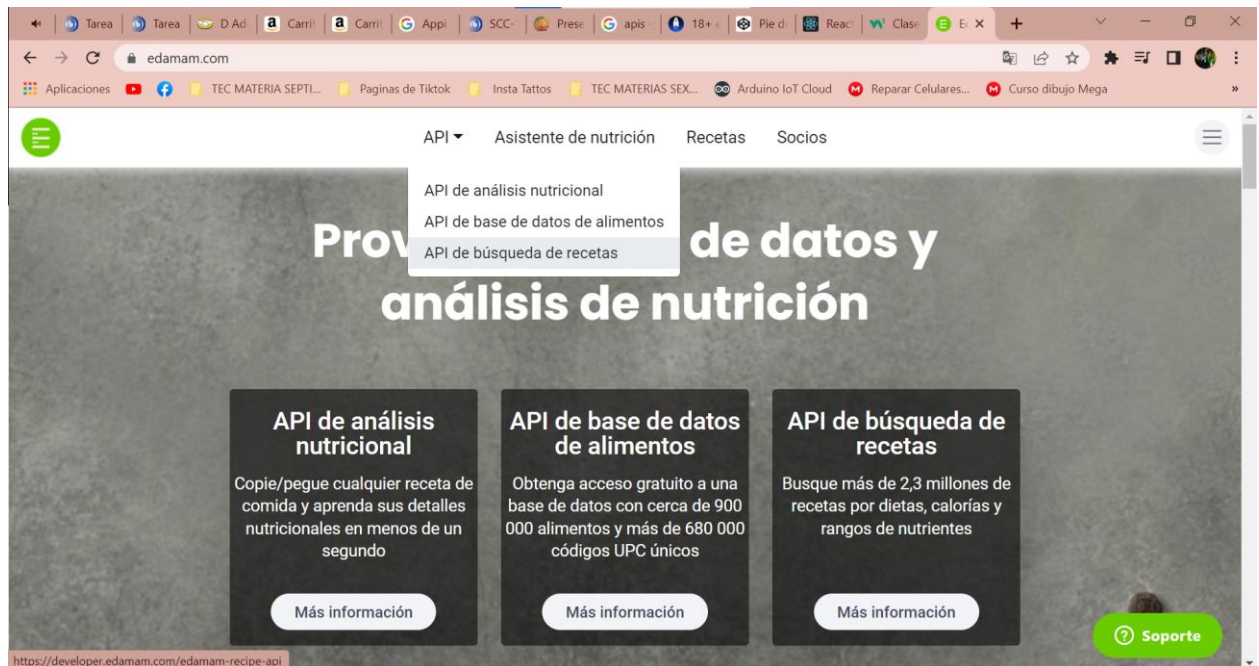 Tarea
Tarea
D Ad
Carrit
Carrit
Appi
SCC-
Prese
apis
18+
Pie d
Reac
Clase
edamam.com
Aplicaciones
TEC MATERIA SEPTI...
Paginas de Tiktok
Insta Tattos
TEC MATERIAS SEX...
Arduino IoT Cloud
Reparar Celulares...
Curso dibujo Mega
»
API
Asistente de nutrición
Recetas
Socios
API de análisis nutricional
API de base de datos de alimentos
API de búsqueda de recetas
de datos y
análisis de nutrición
API de análisis
nutricional
Copie/pegue cualquier receta de
comida y aprenda sus detalles
nutricionales en menos de un
segundo
Más información
API de base de datos
de alimentos
Obtenga acceso gratuito a una
base de datos con cerca de 900
000 alimentos y más de 680 000
códigos UPC únicos
Más información
API de búsqueda de
recetas
Busque más de 2,3 millones de
recetas por dietas, calorías y
rangos de nutrientes
Más información
Soporte
https://developer.edamam.com/edamam-recipe-api